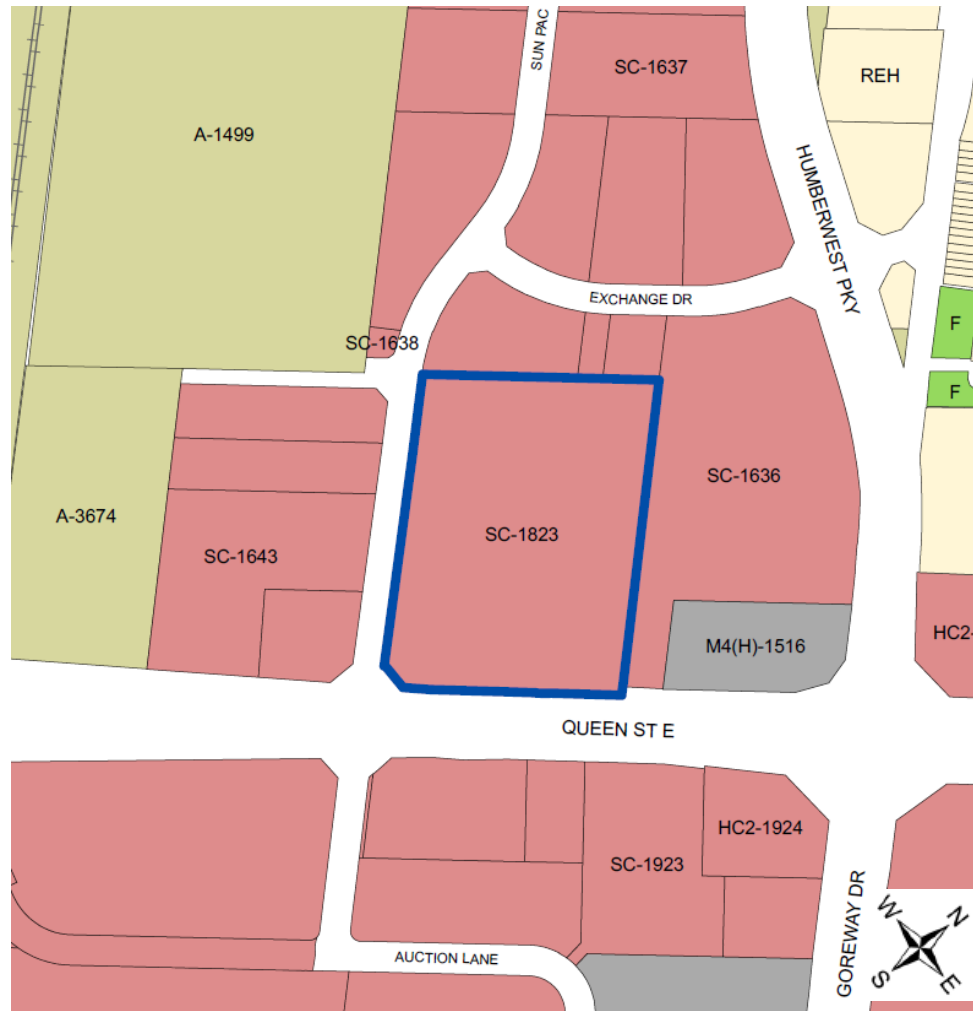 SUN PAC
SC-1637
REH
A-1499
HUMBERWEST PKY
EXCHANGE DR
F
SC-1638
F
SC-1636
A-3674
SC-1823
SC-1643
M4(H)-1516
HC2-
QUEEN ST E
HC2-1924
SC-1923
GOREWAY DR
W N
AUCTION LANE
S E